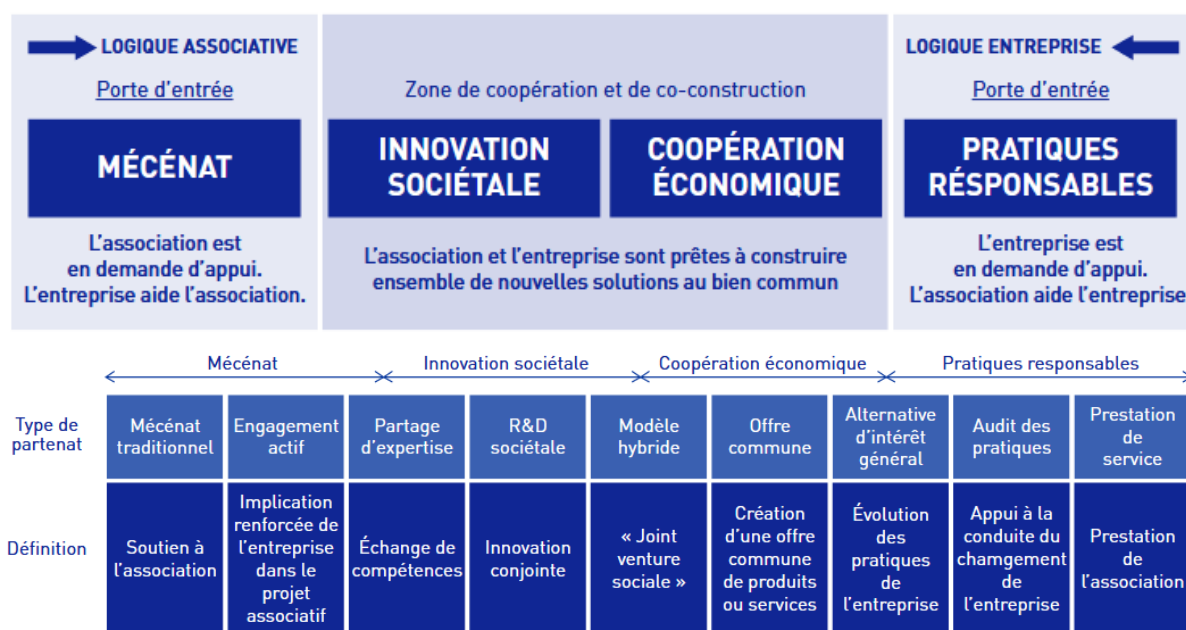 LOGIQUE ASSOCIATIVE
Porte d'entrée
MÉCÉNAT
L'association est
en demande d'appui.
L'entreprise aide l'association.
Zone de coopération et de co-construction
INNOVATION
SOCIÉTALE
COOPÉRATION
ÉCONOMIQUE
L'association et l'entreprise sont prêtes à construire
ensemble de nouvelles solutions au bien commun
LOGIQUE ENTREPRISE
Porte d'entrée
PRATIQUES
RÉSPONSABLES
L'entreprise est
en demande d'appui.
L'association aide l'entreprise
Mécénat
Innovation sociétale
Coopération économique
Pratiques responsables
Type de
partenat
Mécénat
traditionnel
Engagement
actif
Partage
d'expertise
R&D
sociétale
Modèle
hybride
Offre
commune
Alternative
d'intérêt
général
Audit des
pratiques
Prestation
de
service
Définition
Soutien à
l'association
Implication
renforcée de
l'entreprise
dans le
projet
associatif
Échange de
compétences
Innovation
conjointe
« Joint
venture
sociale »
Création
d'une offre
commune
de produits
ou services
Évolution
des
pratiques
de
l'entreprise
Appui à la
conduite du
chamgement
de
l'entreprise
Prestation
de
l'association